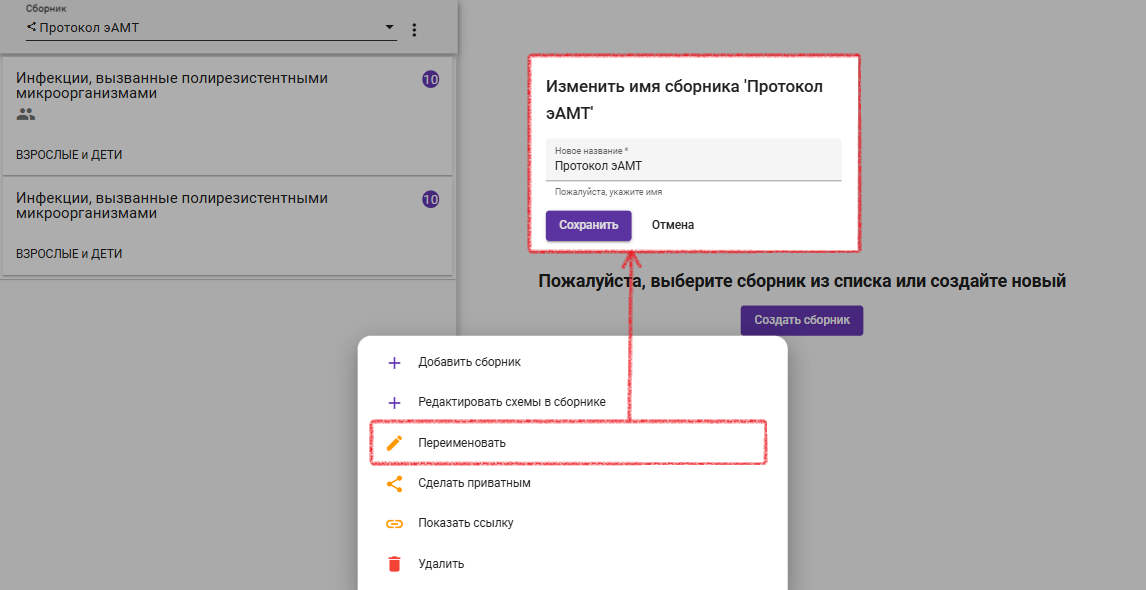 Сборник
Протокол эАМТ
Инфекции, вызванные полирезистентными
микроорганизмами
10
ВЗРОСЛЫЕ и ДЕТИ
Инфекции, вызванные полирезистентными
микроорганизмами
10
ВЗРОСЛЫЕ и ДЕТИ
Изменить имя сборника 'Протокол
эАМТ'
Новое название *
Протокол эАМТ
Пожалуйста, укажите имя
Сохранить
Отмена
Пожалуйста, выберите сборник из списка или создайте новый
Создать сборник
Добавить сборник
Редактировать схемы в сборнике
Переименовать
Сделать приватным
Показать ссылку
Удалить